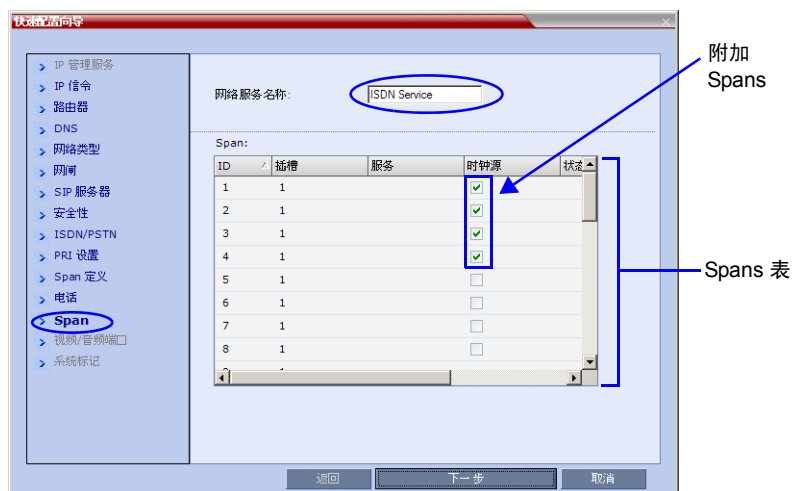 快速配置向导
IP 管理服务
IP 信令
路由器
DNS
网络类型
网闸
SIP 服务器
安全性
ISDN/PSTN
PRI 设置
Span 定义
电话
Span
视频/音频端口
系统标记
网络服务名称:
ISDN Service
Span:
ID 插槽 服务 时钟源 状态
1 1
2 1
3 1
4 1
5 1
6 1
7 1
8 1
返回
下一步
取消
附加
Spans
Spans 表